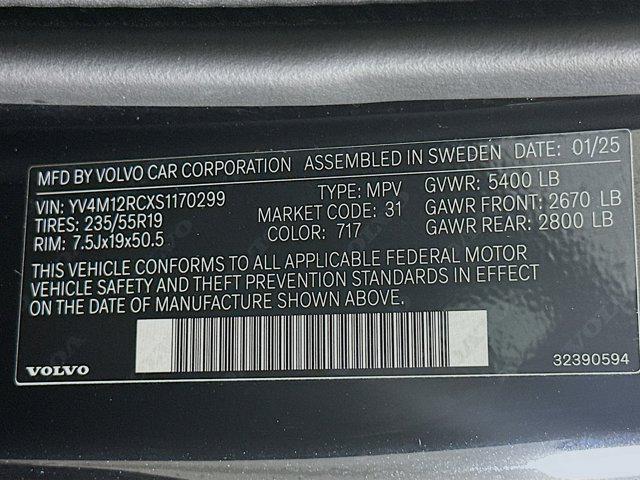 MFD BY VOLVO CAR CORPORATION ASSEMBLED IN SWEDEN 01/25
VIN: YV4M12RCXS1170299 TYPE: MPV GVWR: 5400 LB
TIRES: 235/55R19 MARKET CODE: 31 GAWR FRONT: 2670 LB
RIM: 7.5Jx19x50.5 COLOR: 717 GAWR REAR: 2800 LB
THIS VEHICLE CONFORMS TO ALL APPLICABLE FEDERAL MOTOR
VEHICLE SAFETY AND THEFT PREVENTION STANDARDS IN EFFECT
ON THE DATE OF MANUFACTURE SHOWN ABOVE.
VOLVO 32390594